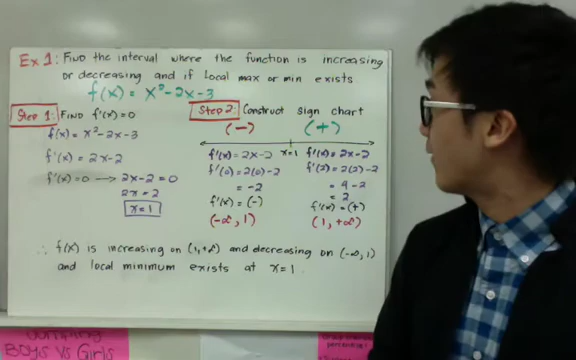 Ex 1: FIND the interval where the function is increasing
or decreasing and if Local max or min exists
f(x) = x² - 2x - 3
Step 1: FIND f'(x) = 0
f(x) = x² - 2x - 3
f'(x) = 2x - 2
f'(x) = 0 → 2x - 2 = 0
2x = 2
x = 1
Step 2: Construct sign chart
(-) (+)
x=1
f'(x) = 2x - 2
f'(0) = 2(0) - 2
= -2
f'(x) = (-)
(-∞, 1)
f'(x) = 2x - 2
f'(2) = 2(2) - 2
= 4 - 2
= 2
f'(x) = (+)
(1, +∞)
∴ f(x) is increasing on (1, +∞) and decreasing on (-∞, 1)
and local minimum exists at x = 1.
BOYS VS GIRLS